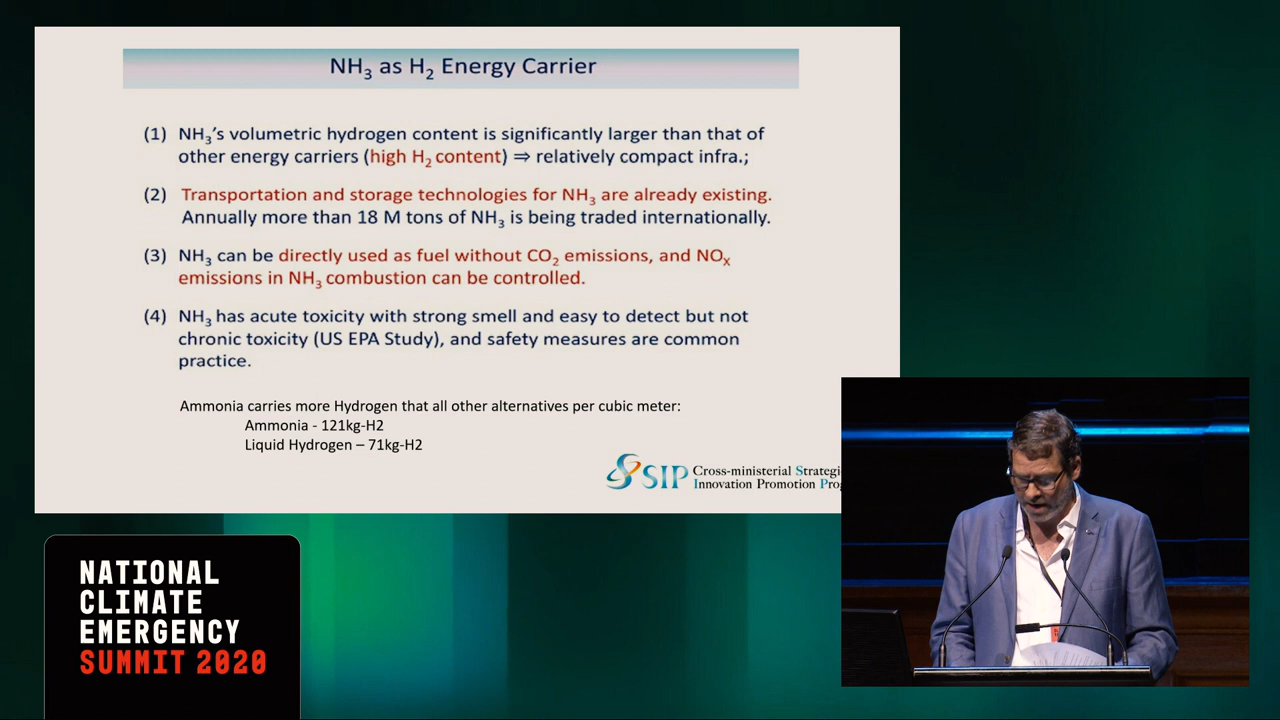 NH₃ as H₂ Energy Carrier
(1) NH₃'s volumetric hydrogen content is significantly larger than that of
other energy carriers (high H₂ content) ⇒ relatively compact infra.;
(2) Transportation and storage technologies for NH₃ are already existing.
Annually more than 18 M tons of NH₃ is being traded internationally.
(3) NH₃ can be directly used as fuel without CO₂ emissions, and NOₓ
emissions in NH₃ combustion can be controlled.
(4) NH₃ has acute toxicity with strong smell and easy to detect but not
chronic toxicity (US EPA Study), and safety measures are common
practice.
Ammonia carries more Hydrogen that all other alternatives per cubic meter:
Ammonia - 121kg-H2
Liquid Hydrogen – 71kg-H2
SIP Cross-ministerial Strategi
Innovation Promotion Prog
NATIONAL
CLIMATE
EMERGENCY
SUMMIT 2020